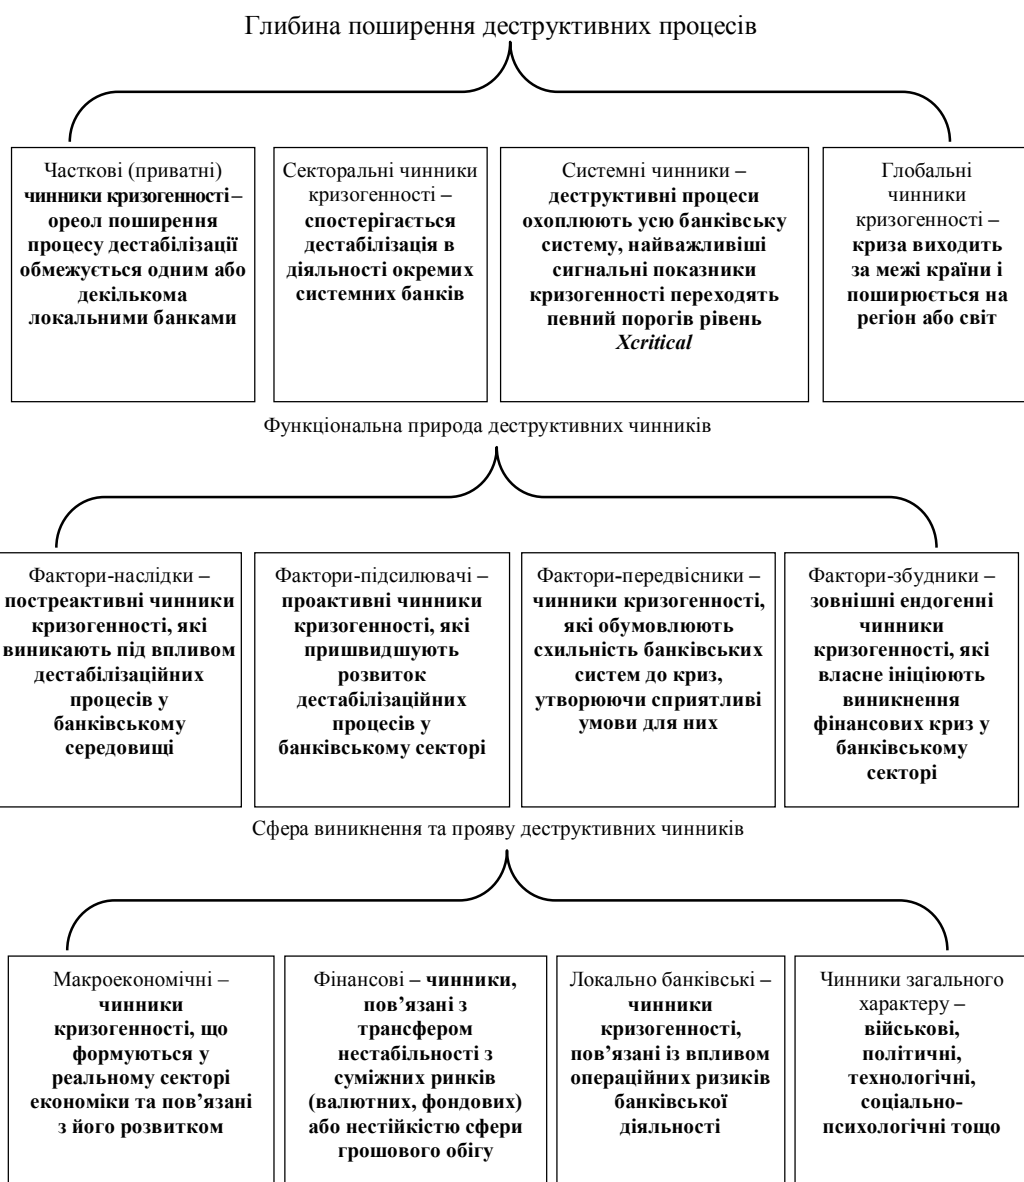 Глибина поширення деструктивних процесів
Часткові (приватні)
чинники кризогенності –
ореол поширення
процесу дестабілізації
обмежується одним або
декількома
локальними банками
Секторальні чинники
кризогенності –
спостерігається
дестабілізація в
діяльності окремих
системних банків
Системні чинники –
деструктивні процеси
охоплюють усю банківську
систему, найважливіші
сигнальні показники
кризогенності переходять
певний порогів рівень
Xcritical
Глобальні
чинники
кризогенності –
криза виходить
за межі країни і
поширюється на
регіон або світ
Функціональна природа деструктивних чинників
Фактори-наслідки –
постреактивні чинники
кризогенності, які
виникають під впливом
дестабілізаційних
процесів у
банківському
середовищі
Фактори-підсилювачі –
проактивні чинники
кризогенності, які
пришвидшують
розвиток
дестабілізаційних
процесів у
банківському секторі
Фактори-передвісники –
чинники кризогенності,
які обумовлюють
схильність банківських
систем до криз,
утворюючи сприятливі
умови для них
Фактори-збудники –
зовнішні ендогенні
чинники
кризогенності, які
власне ініціюють
виникнення
фінансових криз у
банківському
секторі
Сфера виникнення та прояву деструктивних чинників
Макроекономічні –
чинники
кризогенності, що
формуються у
реальному секторі
економіки та пов’язані
з його розвитком
Фінансові – чинники,
пов’язані з
трансфером
нестабільності з
суміжних ринків
(валютних, фондових)
або нестійкістю сфери
грошового обігу
Локально банківські –
чинники
кризогенності,
пов’язані із впливом
операційних ризиків
банківської
діяльності
Чинники загального
характеру –
військові,
політичні,
технологічні,
соціально-
психологічні тощо